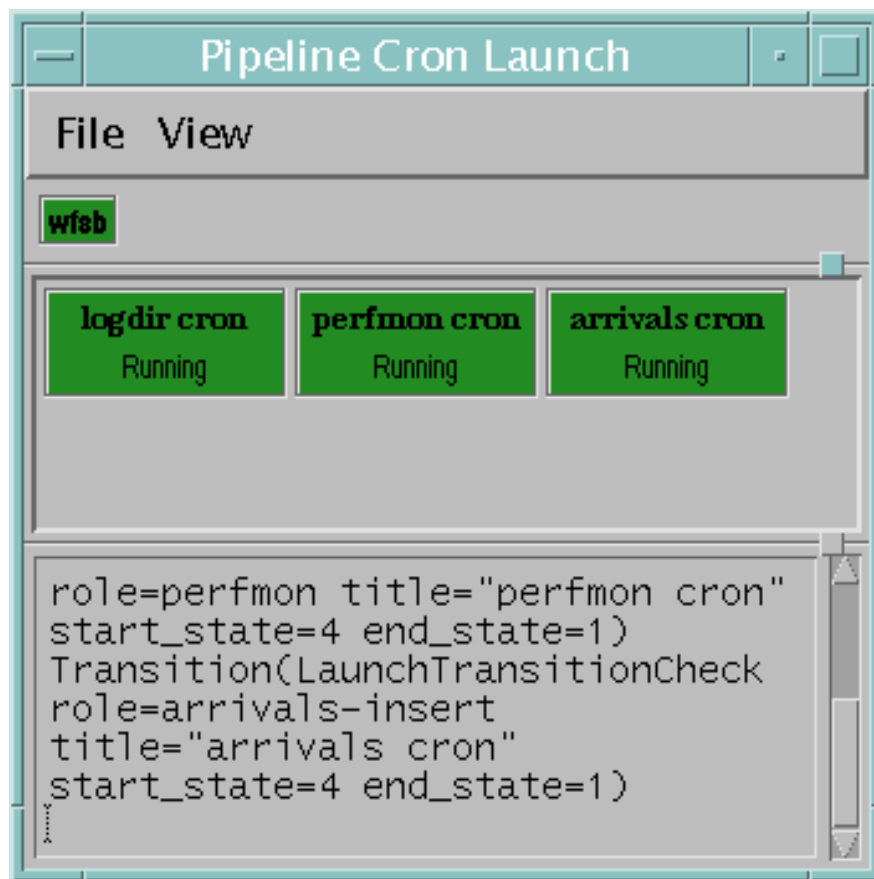 Pipeline Cron Launch
File View
wfsb
logdir cron perfmon cron arrivals cron
Running Running Running
role=perfmon title="perfmon cron"
start_state=4 end_state=1)
Transition(LaunchTransitionCheck
role=arrivals-insert
title="arrivals cron"
start_state=4 end_state=1)